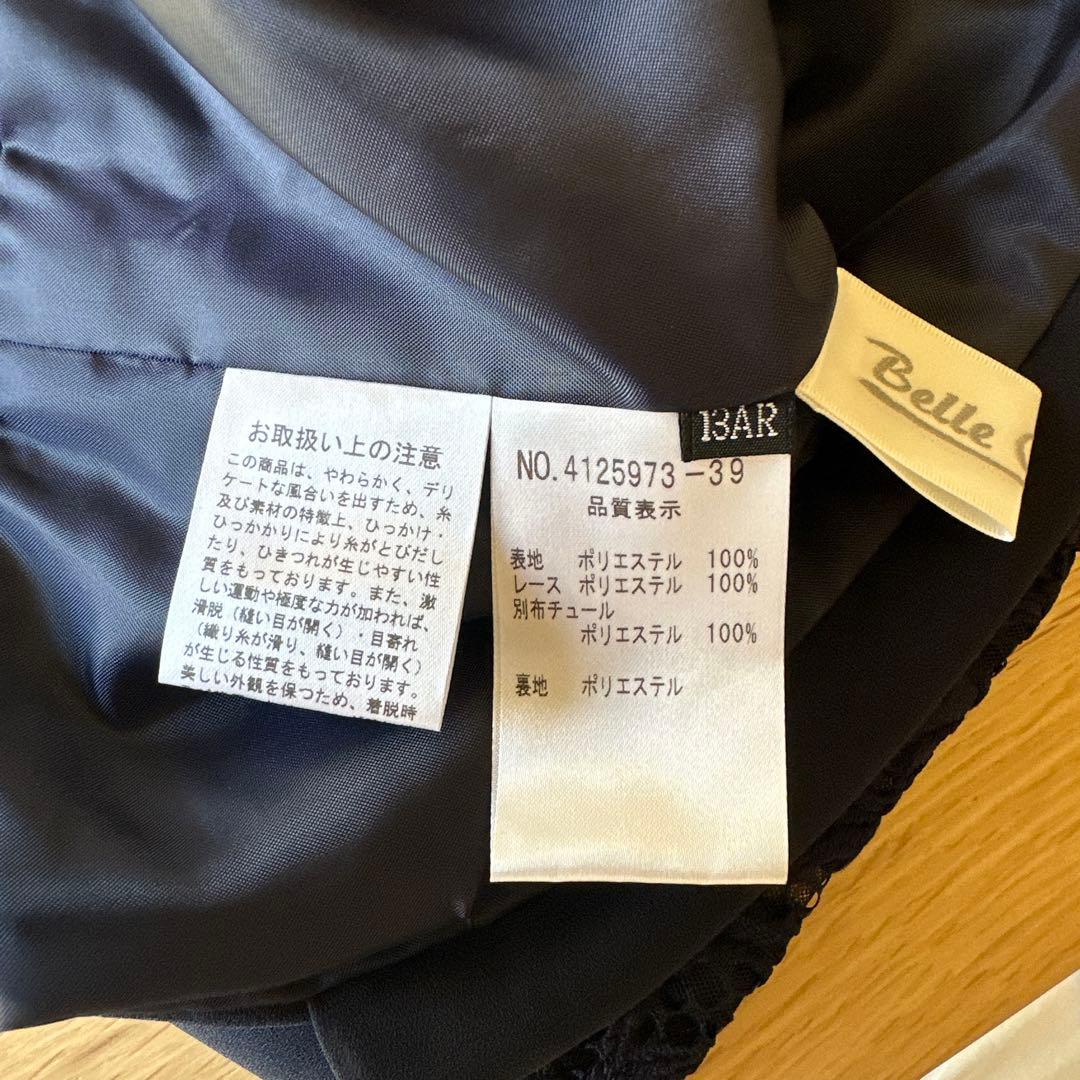 お取扱い上の注意
この商品は、やわらかく、デリ
ケートな風合いを出すため、糸
及び素材の特徴上、ひっかけ・
ひっかかりにより糸がとびだし
たり、ひきつれが生じやすい性
質をもっております。また、激
しい運動や極度な力が加われば、
滑脱（縫い目が開く）・目寄れ
（織り糸が滑り、縫い目が開く）
が生じる性質をもっております。
美しい外観を保つため、着脱時
13AR
NO.4125973-39
品質表示
表地 ポリエステル 100%
レース ポリエステル 100%
別布チュール
ポリエステル 100%
裏地 ポリエステル
Belle